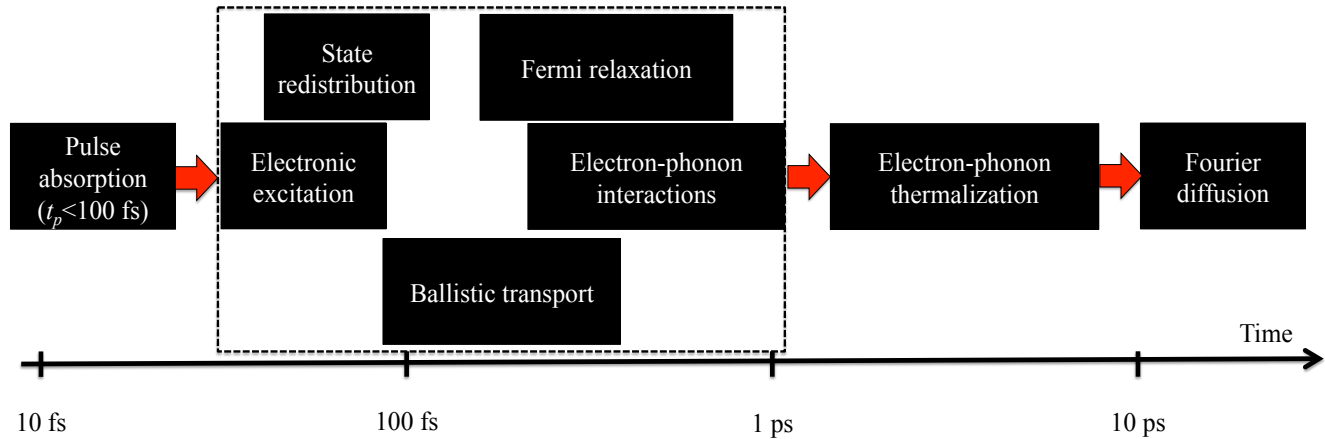 State
redistribution
Fermi relaxation
Pulse
absorption
(tp<100 fs)
Electronic
excitation
Electron-phonon
interactions
Electron-phonon
thermalization
Fourier
diffusion
Ballistic transport
Time
10 fs
100 fs
1 ps
10 ps